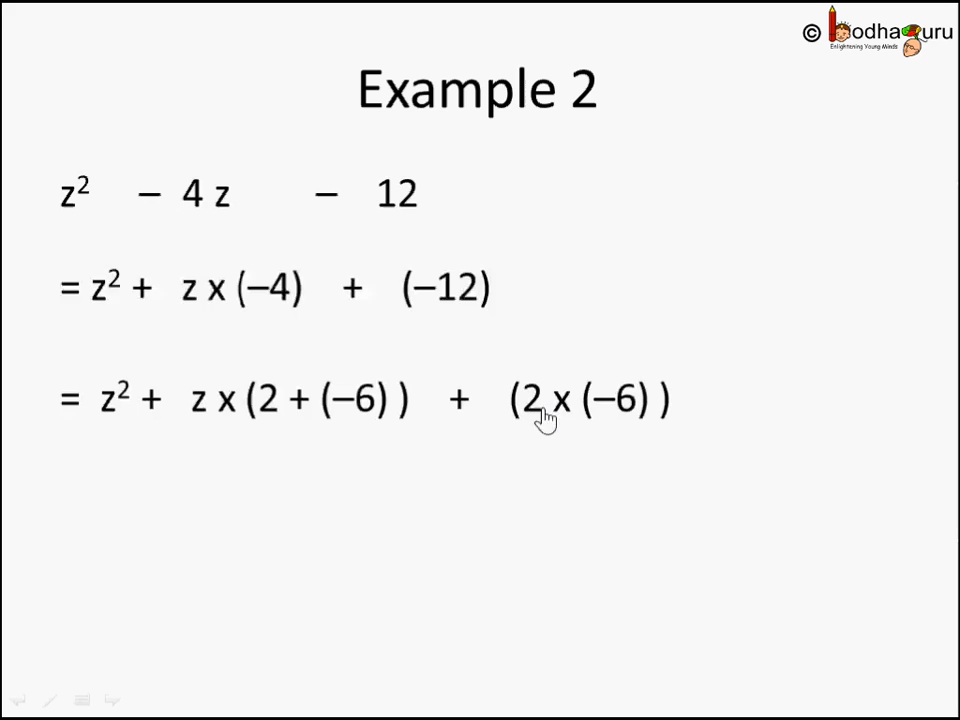 © BodhaGuru
Enlightening Young Minds
Example 2
z² – 4 z – 12
= z² + z x (–4) + (–12)
= z² + z x (2 + (–6) ) + (2 x (–6) )